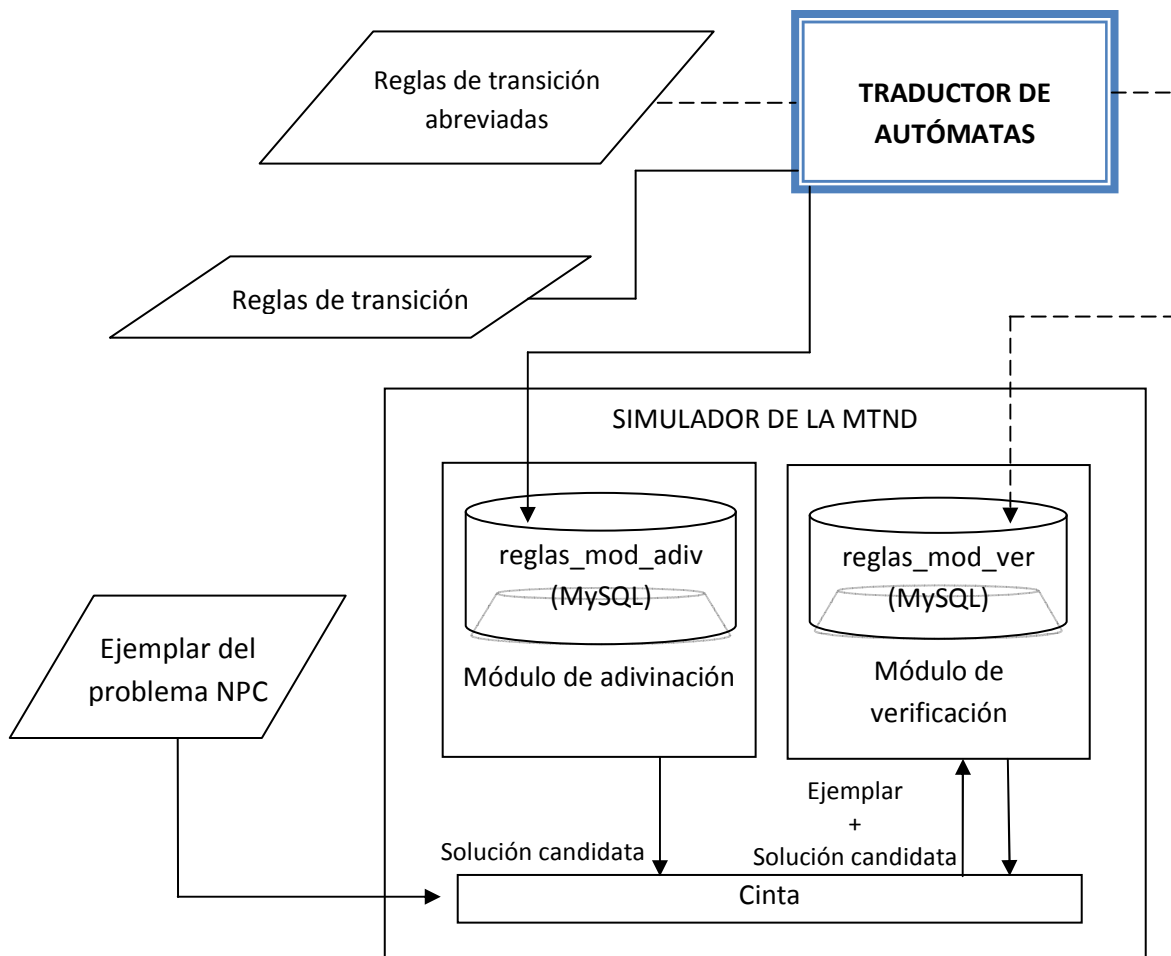 Reglas de transición
abreviadas
TRADUCTOR DE
AUTÓMATAS
Reglas de transición
SIMULADOR DE LA MTND
reglas_mod_adiv
(MySQL)
Módulo de adivinación
reglas_mod_ver
(MySQL)
Módulo de
verificación
Ejemplar del
problema NPC
Solución candidata
Ejemplar
+
Solución candidata
Cinta